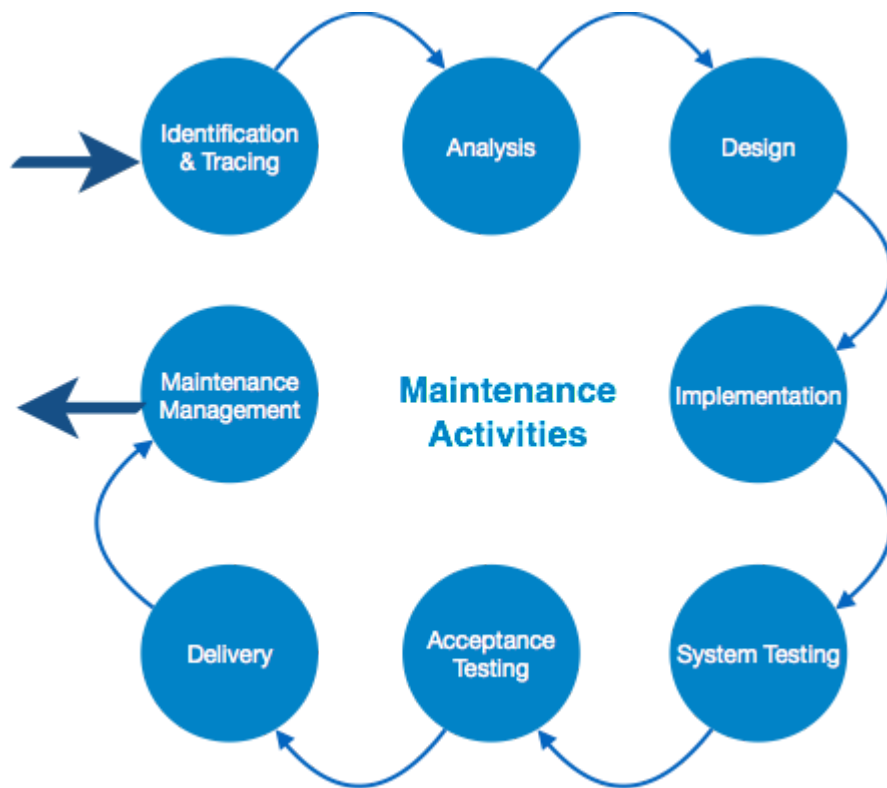 Identification
& Tracing
Analysis
Design
Maintenance
Management
Maintenance
Activities
Implementation
Delivery
Acceptance
Testing
System Testing